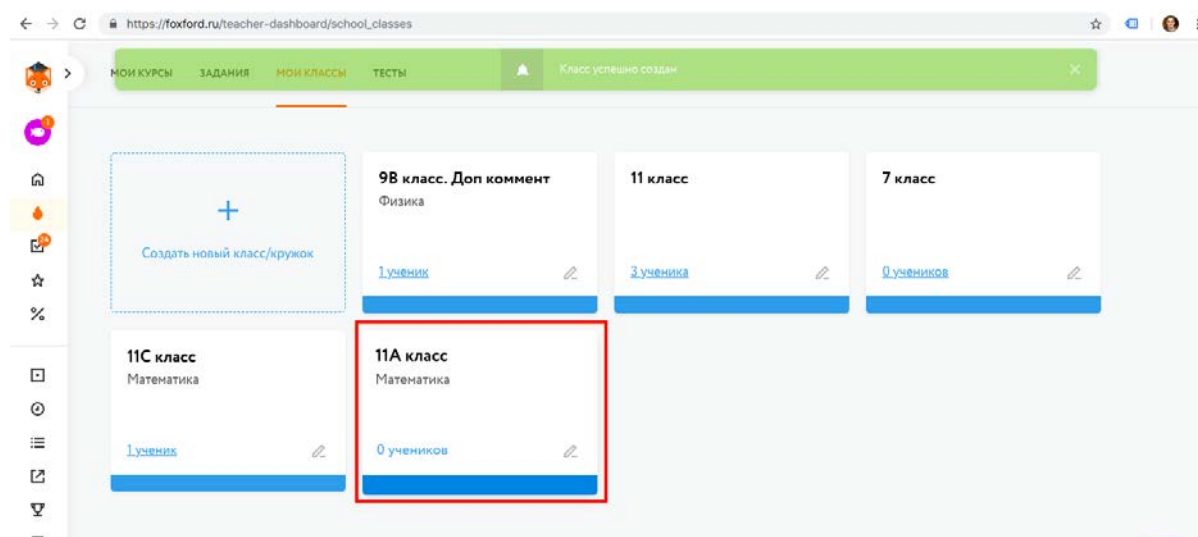 https://foxford.ru/teacher-dashboard/school_classes
МОИ КУРСЫ ЗАДАНИЯ МОИ КЛАССЫ ТЕСТЫ
Класс успешно создан
1
24
Создать новый класс/кружок
9В класс. Доп коммент
Физика
1 ученик
11 класс
3 ученика
7 класс
0 учеников
11С класс
Математика
1 ученик
11А класс
Математика
0 учеников